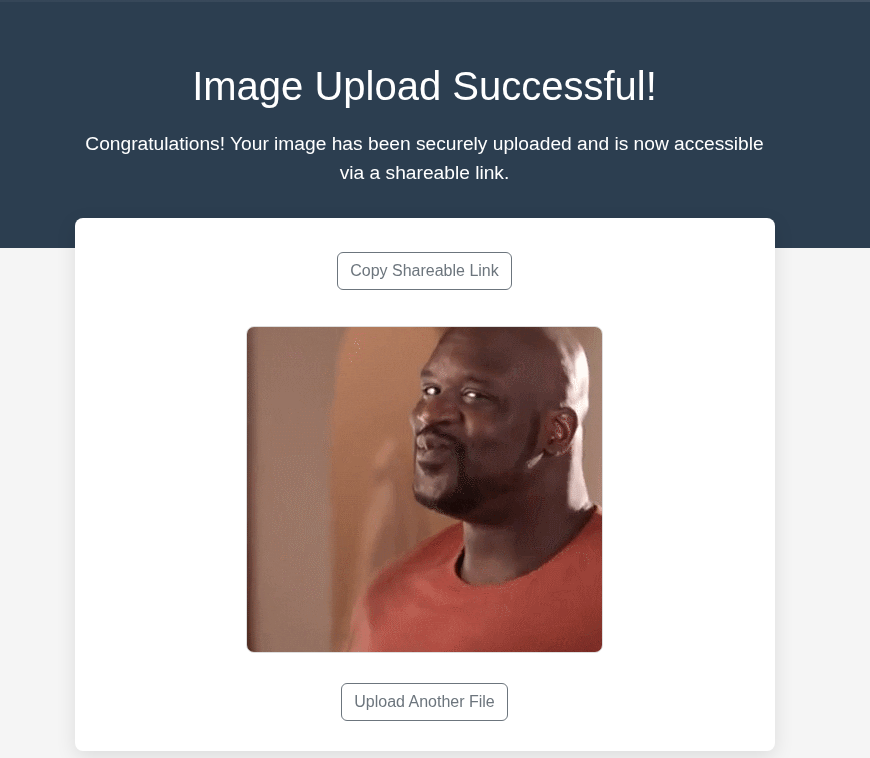 Image Upload Successful!
Congratulations! Your image has been securely uploaded and is now accessible
via a shareable link.
Copy Shareable Link
Upload Another File